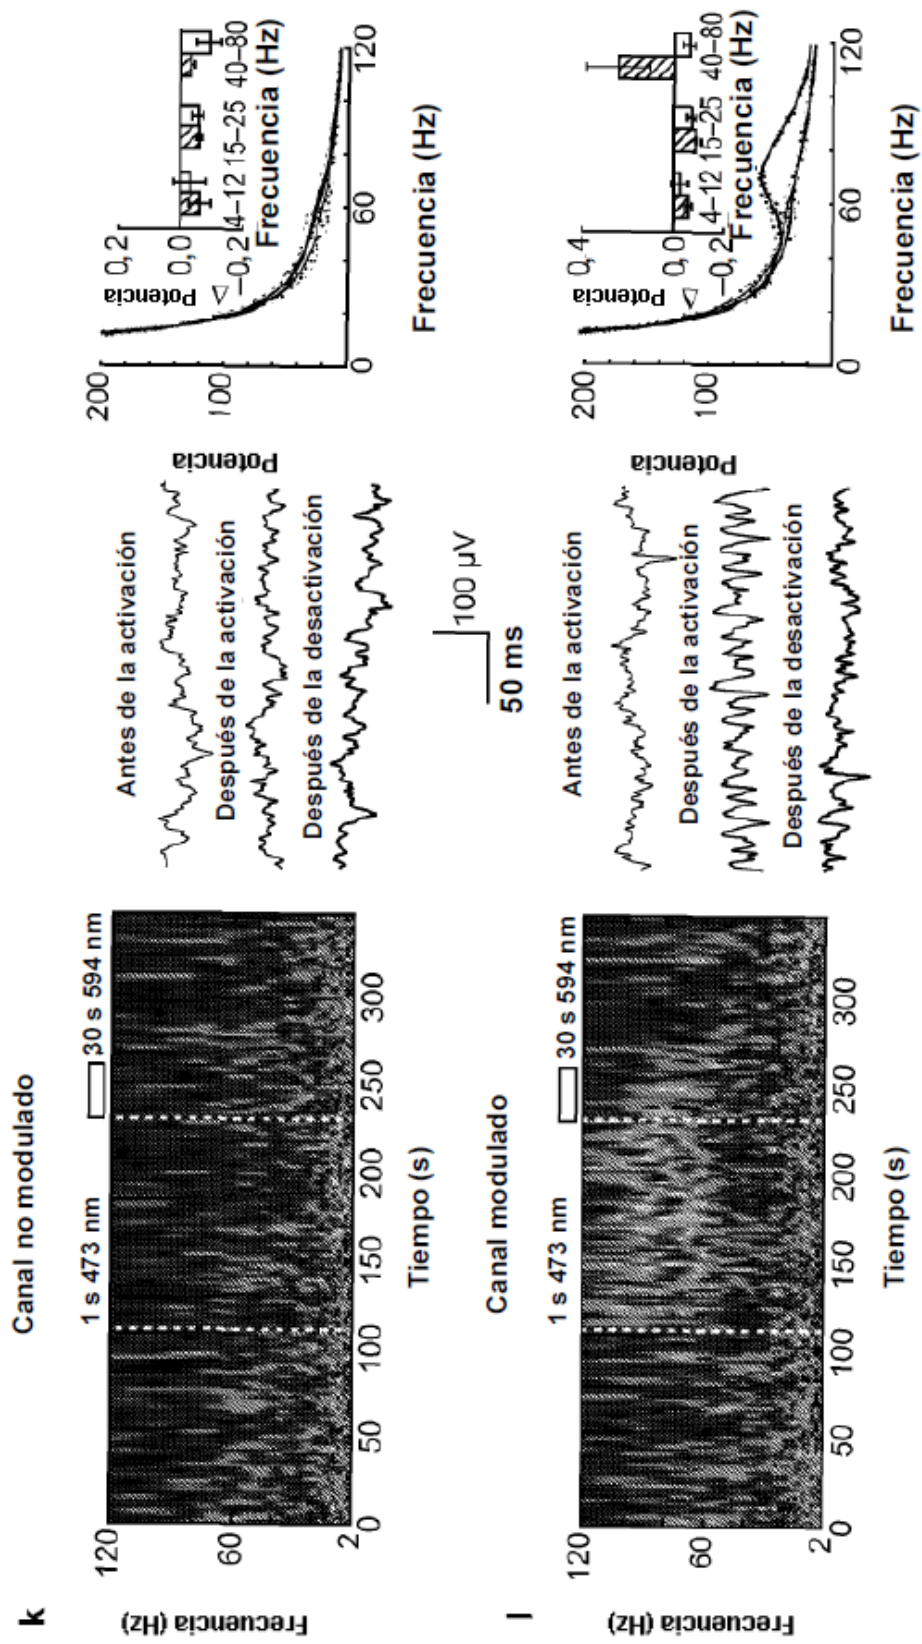 k
Canal no modulado
1 s 473 nm
30 s 594 nm
Frecuencia (Hz)
120
60
2
0 50 100 150 200 250 300
Tiempo (s)
Antes de la activación
Después de la activación
Después de la desactivación
100 µV
50 ms
Potencia
200
100
0 60 120
Frecuencia (Hz)
Δ Potencia
0,2
0,0
–0,2
4–12 15–25 40–80
Frecuencia (Hz)
l
Canal modulado
1 s 473 nm
30 s 594 nm
Frecuencia (Hz)
120
60
2
0 50 100 150 200 250 300
Tiempo (s)
Antes de la activación
Después de la activación
Después de la desactivación
Potencia
200
100
0 60 120
Frecuencia (Hz)
Δ Potencia
0,4
0,0
–0,2
4–12 15–25 40–80
Frecuencia (Hz)